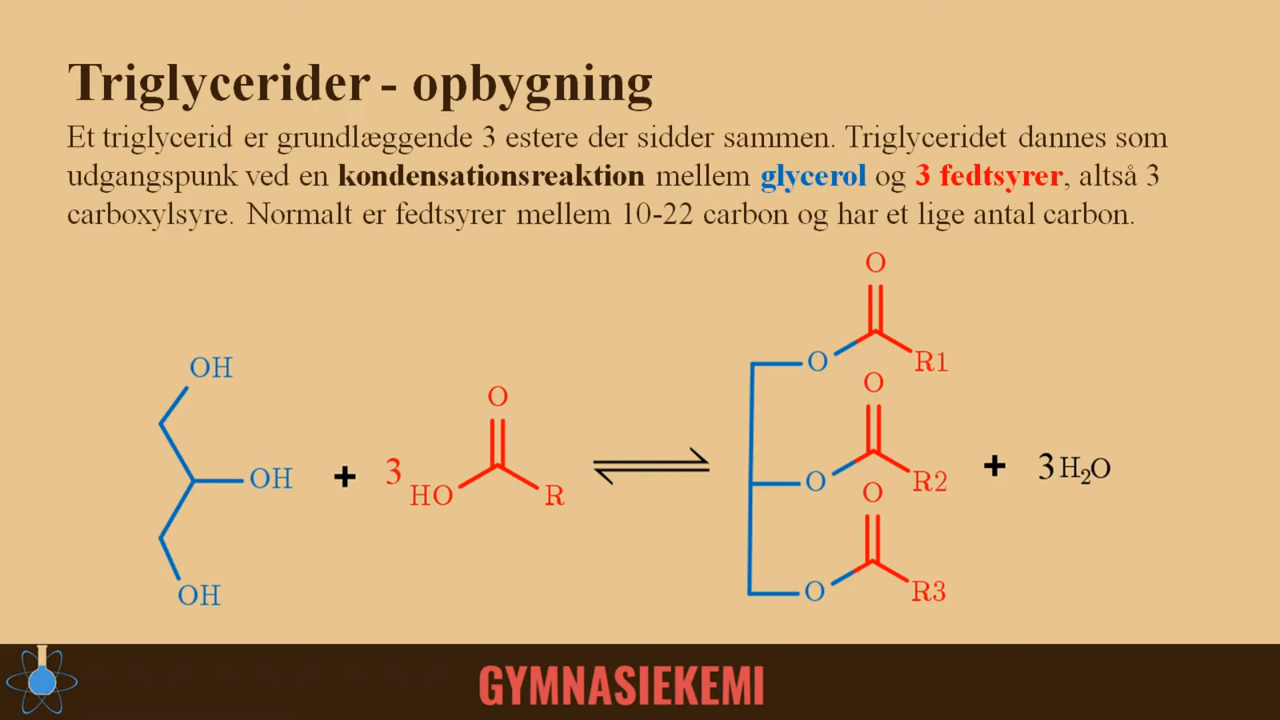 Triglycerider - opbygning
Et triglycerid er grundlæggende 3 estere der sidder sammen. Triglyceridet dannes som
udgangspunk ved en kondensationsreaktion mellem glycerol og 3 fedtsyrer, altså 3
carboxylsyre. Normalt er fedtsyrer mellem 10-22 carbon og har et lige antal carbon.
OH
OH
OH
+
3
O
HO
R
O
O
R1
O
O
R2
O
O
R3
+
3H₂O
GYMNASIEKEMI